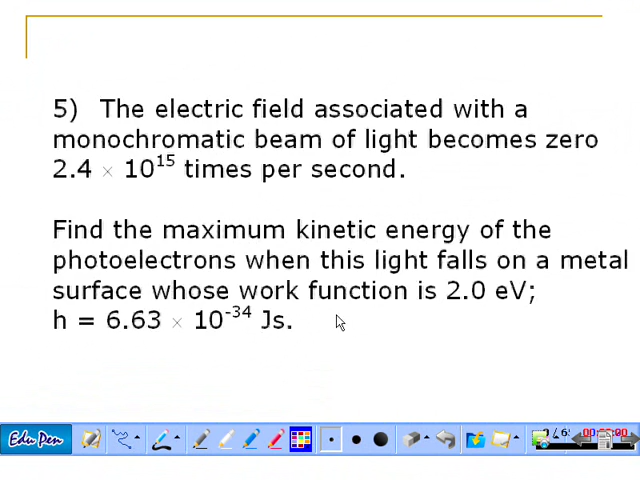 5) The electric field associated with a
monochromatic beam of light becomes zero
2.4 × 10¹⁵ times per second.
Find the maximum kinetic energy of the
photoelectrons when this light falls on a metal
surface whose work function is 2.0 eV;
h = 6.63 × 10⁻³⁴ Js.
Edu Pen